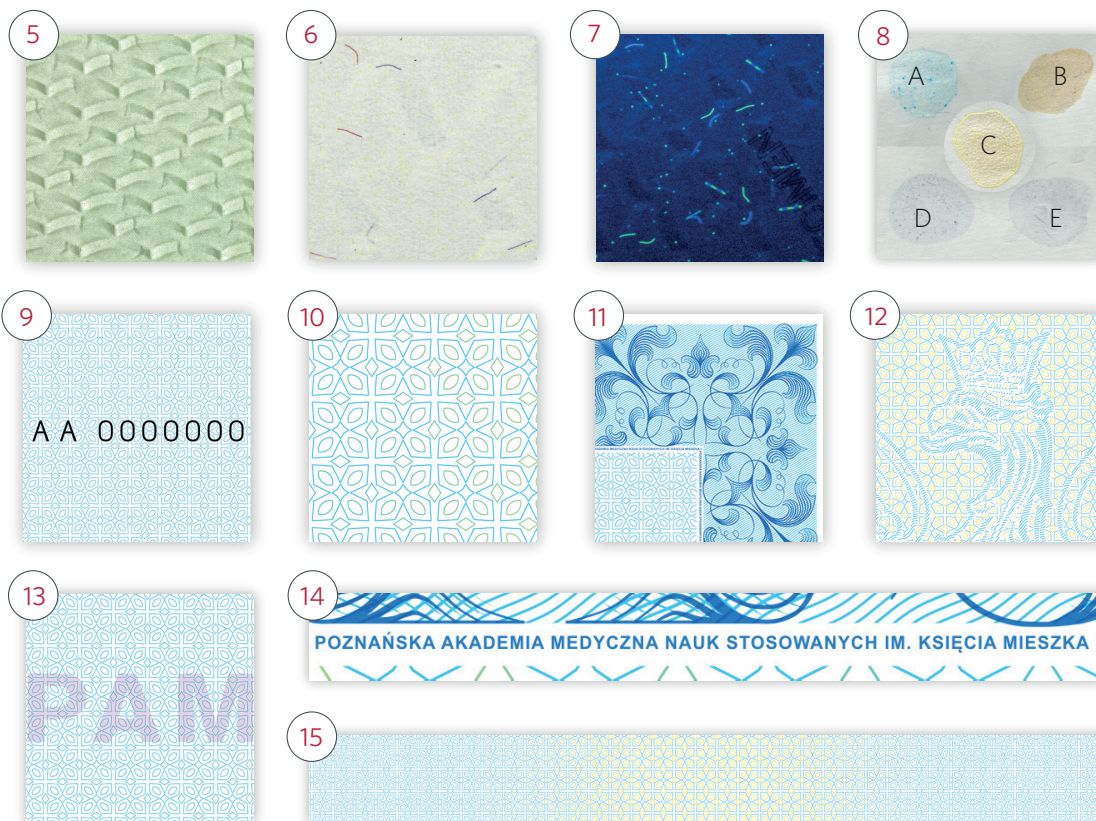 5
6
7
8
A
B
C
D
E
9
10
11
12
AA 0000000
13
14
PAM
POZNAŃSKA AKADEMIA MEDYCZNA NAUK STOSOWANYCH IM. KSIĘCIA MIESZKA
15